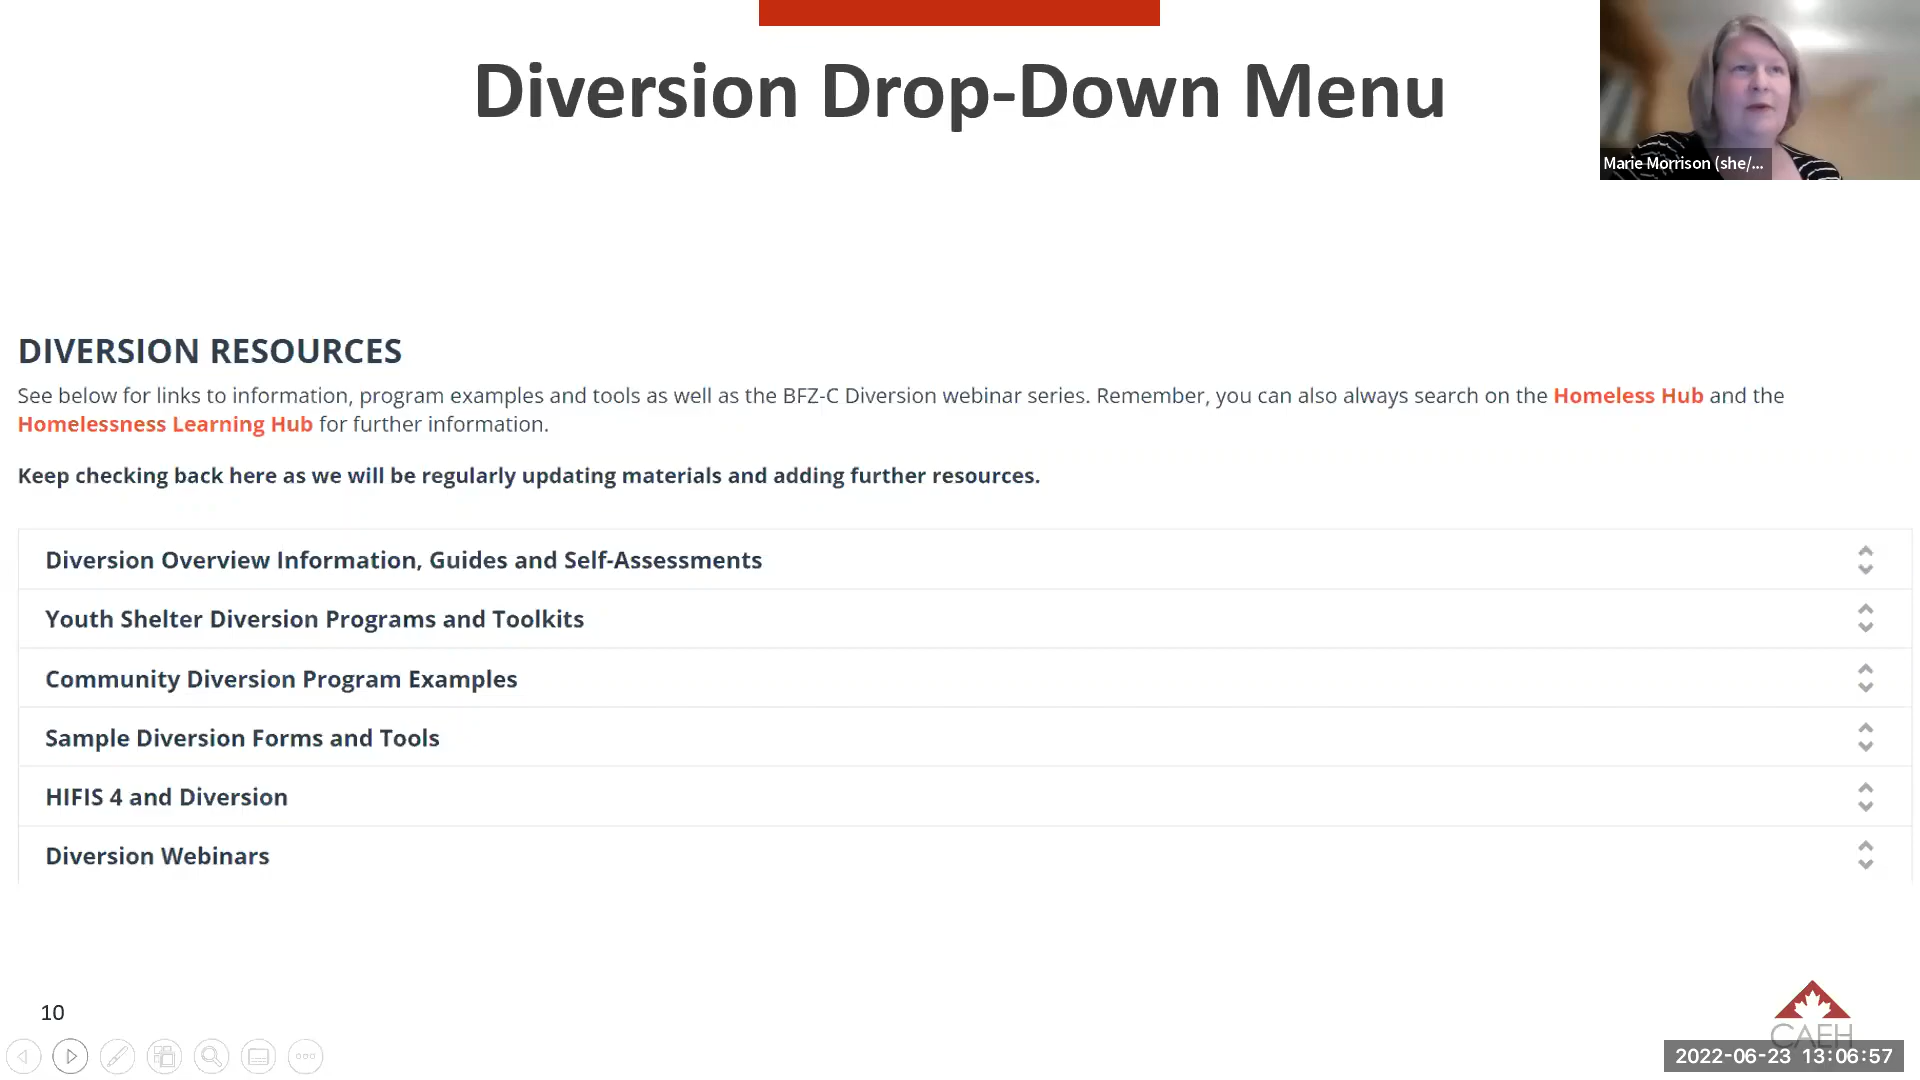 Diversion Drop-Down Menu
Marie Morrison (she/...
DIVERSION RESOURCES
See below for links to information, program examples and tools as well as the BFZ-C Diversion webinar series. Remember, you can also always search on the Homeless Hub and the
Homelessness Learning Hub for further information.
Keep checking back here as we will be regularly updating materials and adding further resources.
Diversion Overview Information, Guides and Self-Assessments
Youth Shelter Diversion Programs and Toolkits
Community Diversion Program Examples
Sample Diversion Forms and Tools
HIFIS 4 and Diversion
Diversion Webinars
10
CAEH
2022-06-23 13:06:57